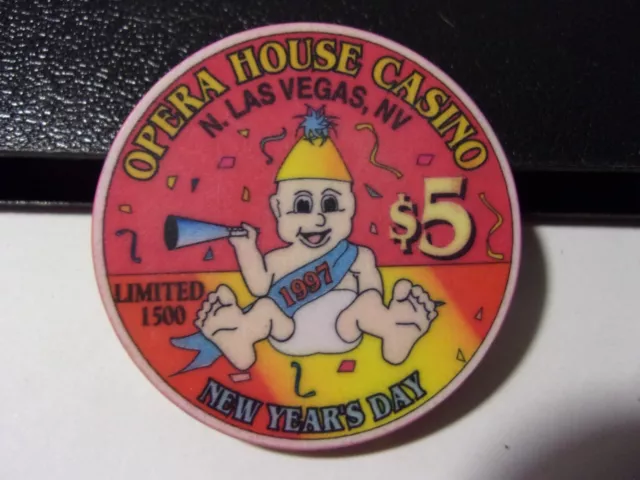 OPERA HOUSE CASINO
N. LAS VEGAS, NV
$5
1997
LIMITED
1500
NEW YEAR'S DAY